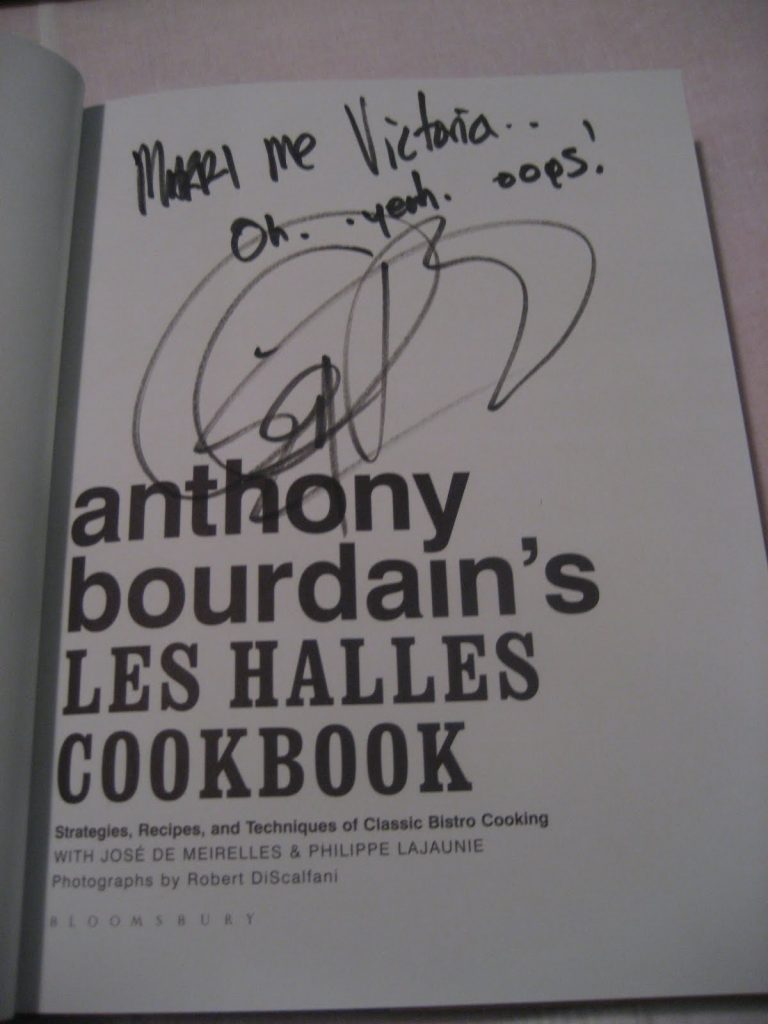 MARRI me Victoria..
Oh. . yeah. oops!
anthony
bourdain's
LES HALLES
COOKBOOK
Strategies, Recipes, and Techniques of Classic Bistro Cooking
WITH JOSÉ DE MEIRELLES & PHILIPPE LAJAUNIE
Photographs by Robert DiScalfani
BLOOMSBURY